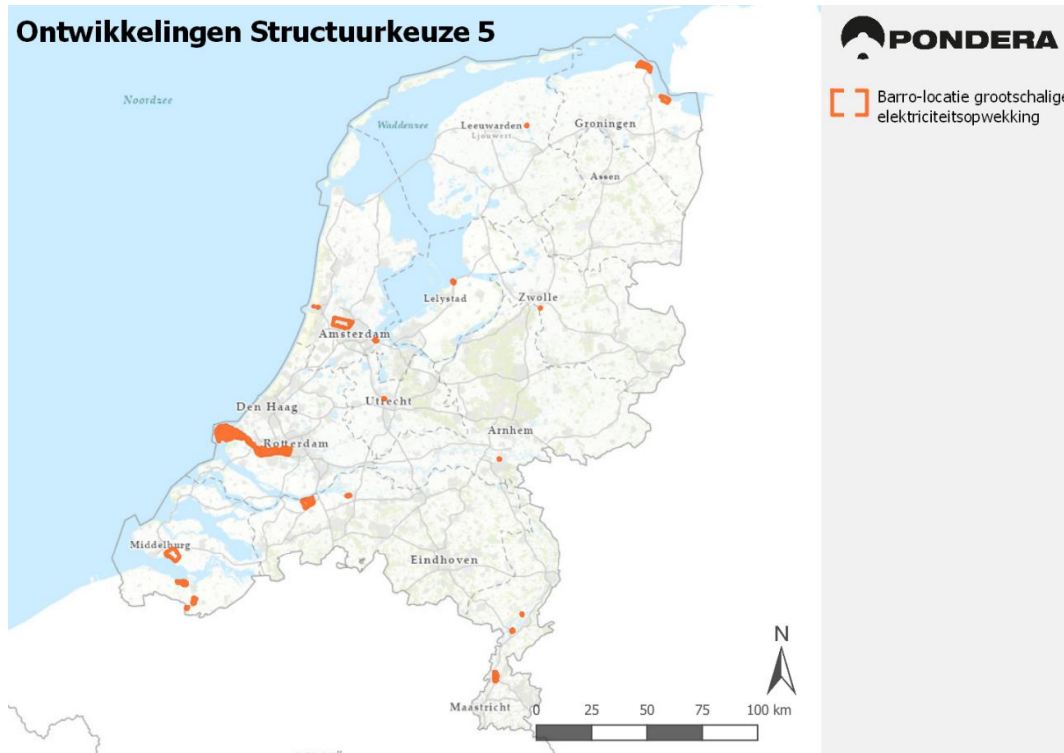 Ontwikkelingen Structuurkeuze 5
PONDERA
Barro-locatie grootschalige
elektriciteitsopwekking
Noordzee
Waddenzee
Leeuwarden
Ljouwert
Groningen
Assen
Lelystad
Zwolle
Amsterdam
Den Haag
Utrecht
Arnhem
Rotterdam
Middelburg
Eindhoven
Maastricht
N
0 25 50 75 100 km